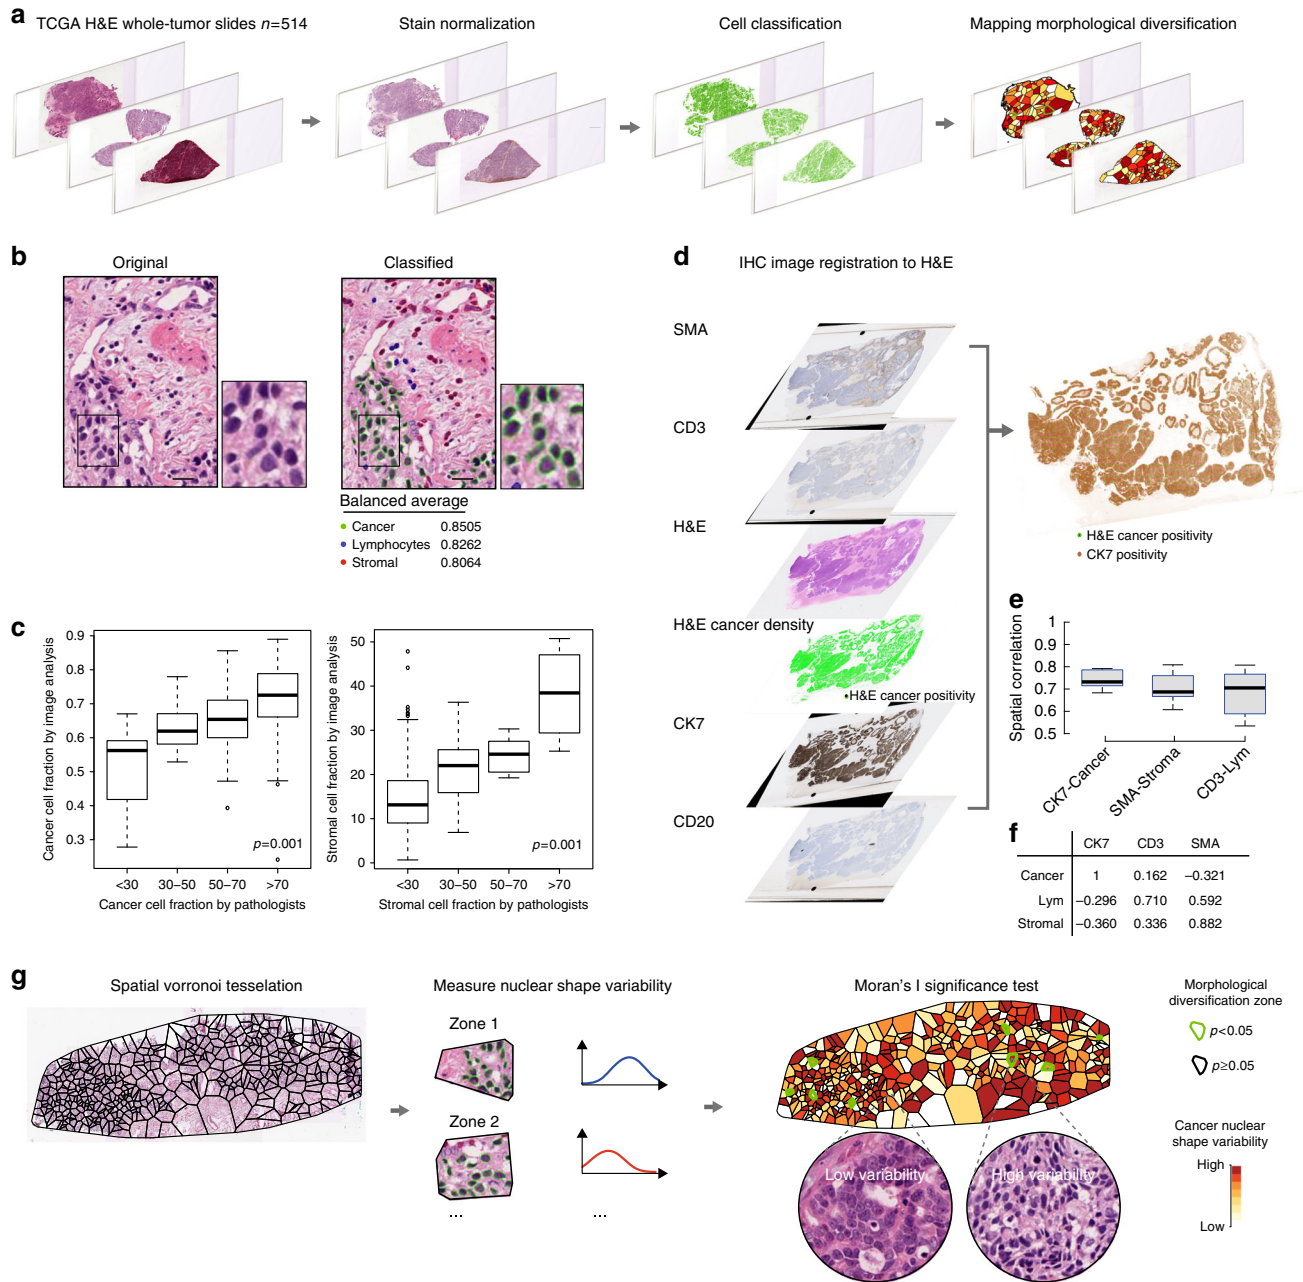 a
TCGA H&E whole-tumor slides n=514
Stain normalization
Cell classification
Mapping morphological diversification
b
Original
Classified
Balanced average
Cancer 0.8505
Lymphocytes 0.8262
Stromal 0.8064
c
Cancer cell fraction by image analysis
0.9
0.8
0.7
0.6
0.5
0.4
0.3
p=0.001
<30 30–50 50–70 >70
Cancer cell fraction by pathologists
Stromal cell fraction by image analysis
50
40
30
20
10
0
p=0.001
<30 30–50 50–70 >70
Stromal cell fraction by pathologists
d
IHC image registration to H&E
SMA
CD3
H&E
H&E cancer density
H&E cancer positivity
CK7
CD20
H&E cancer positivity
CK7 positivity
e
Spatial correlation
1
0.9
0.8
0.7
0.6
0.5
CK7-Cancer
SMA-Stroma
CD3-Lym
f
CK7 CD3 SMA
Cancer 1 0.162 –0.321
Lym –0.296 0.710 0.592
Stromal –0.360 0.336 0.882
g
Spatial vorronoi tesselation
Measure nuclear shape variability
Zone 1
Zone 2
...
...
Moran's I significance test
Low variability
High variability
Morphological
diversification zone
p<0.05
p≥0.05
Cancer nuclear
shape variability
High
Low